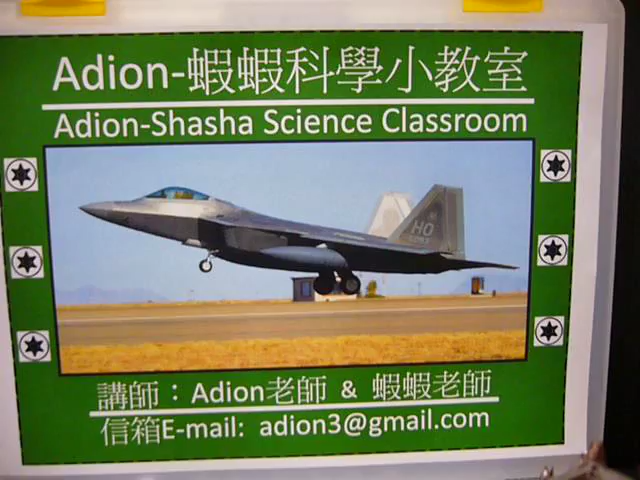 Adion-蝦蝦科學小教室
Adion-Shasha Science Classroom
HO
講師：Adion老師 & 蝦蝦老師
信箱E-mail: adion3@gmail.com